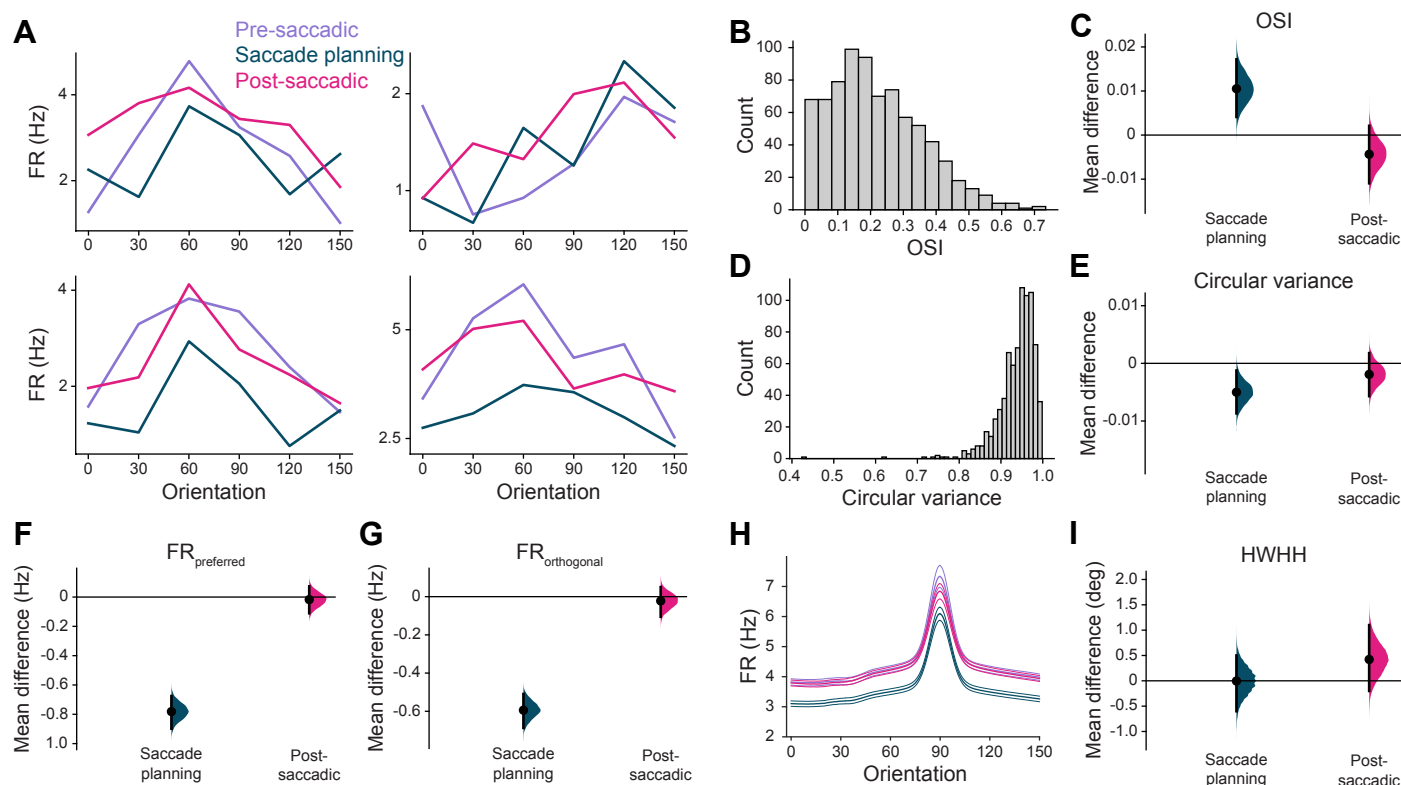 A
Pre-saccadic
Saccade planning
Post-saccadic
FR (Hz)
4
2
0 30 60 90 120 150
2
1
0 30 60 90 120 150
FR (Hz)
4
2
0 30 60 90 120 150
Orientation
5
2.5
0 30 60 90 120 150
Orientation
B
Count
100
80
60
40
20
0
0 0.1 0.2 0.3 0.4 0.5 0.6 0.7
OSI
C
OSI
Mean difference
0.02
0.01
0
-0.01
Saccade
planning
Post-
saccadic
D
Count
100
80
60
40
20
0
0.4 0.5 0.6 0.7 0.8 0.9 1.0
Circular variance
E
Circular variance
Mean difference
0.01
0
-0.01
Saccade
planning
Post-
saccadic
F
FRpreferred
Mean difference (Hz)
0
-0.2
-0.4
-0.6
-0.8
1.0
Saccade
planning
Post-
saccadic
G
FRorthogonal
Mean difference (Hz)
0
-0.2
-0.4
-0.6
Saccade
planning
Post-
saccadic
H
FR (Hz)
7
6
5
4
3
2
0 30 60 90 120 150
Orientation
I
HWHH
Mean difference (deg)
2.0
1.5
1.0
0.5
0
-0.5
-1.0
Saccade
planning
Post-
saccadic